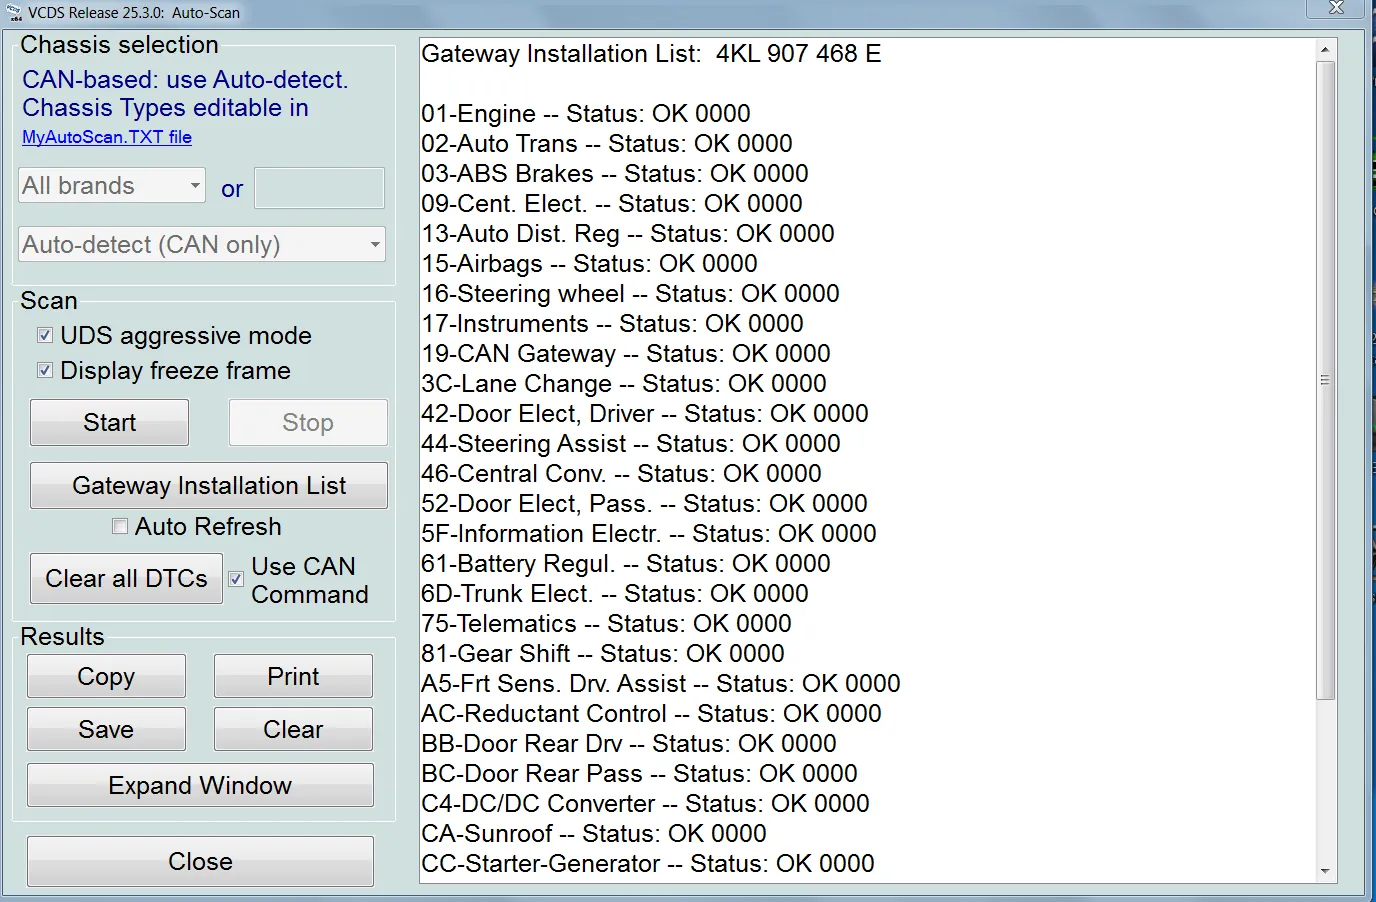 VCDS Release 25.3.0: Auto-Scan
Chassis selection
CAN-based: use Auto-detect.
Chassis Types editable in
MyAutoScan.TXT file
All brands
or
Auto-detect (CAN only)
Scan
UDS aggressive mode
Display freeze frame
Start
Stop
Gateway Installation List
Auto Refresh
Clear all DTCs
Use CAN
Command
Results
Copy
Print
Save
Clear
Expand Window
Close
Gateway Installation List: 4KL 907 468 E
01-Engine -- Status: OK 0000
02-Auto Trans -- Status: OK 0000
03-ABS Brakes -- Status: OK 0000
09-Cent. Elect. -- Status: OK 0000
13-Auto Dist. Reg -- Status: OK 0000
15-Airbags -- Status: OK 0000
16-Steering wheel -- Status: OK 0000
17-Instruments -- Status: OK 0000
19-CAN Gateway -- Status: OK 0000
3C-Lane Change -- Status: OK 0000
42-Door Elect, Driver -- Status: OK 0000
44-Steering Assist -- Status: OK 0000
46-Central Conv. -- Status: OK 0000
52-Door Elect, Pass. -- Status: OK 0000
5F-Information Electr. -- Status: OK 0000
61-Battery Regul. -- Status: OK 0000
6D-Trunk Elect. -- Status: OK 0000
75-Telematics -- Status: OK 0000
81-Gear Shift -- Status: OK 0000
A5-Frt Sens. Drv. Assist -- Status: OK 0000
AC-Reductant Control -- Status: OK 0000
BB-Door Rear Drv -- Status: OK 0000
BC-Door Rear Pass -- Status: OK 0000
C4-DC/DC Converter -- Status: OK 0000
CA-Sunroof -- Status: OK 0000
CC-Starter-Generator -- Status: OK 0000